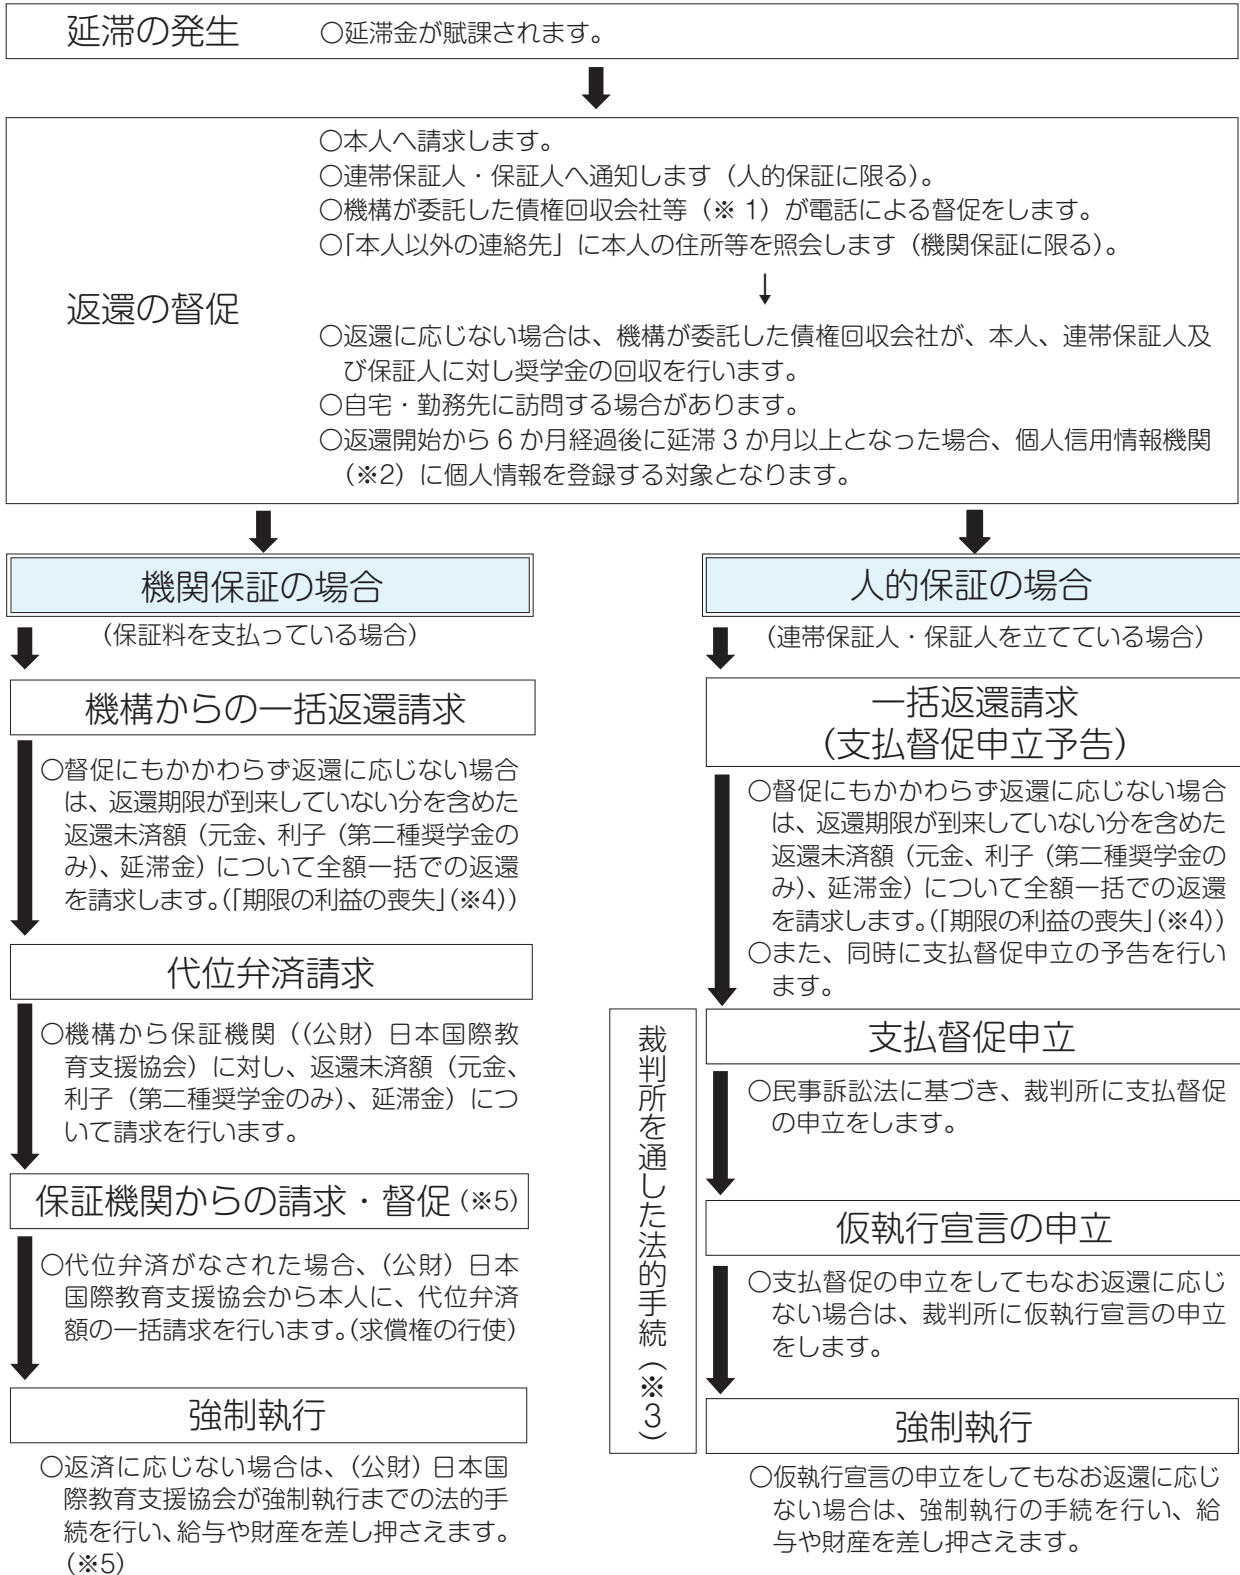 延滞の発生
○延滞金が賦課されます。
○本人へ請求します。
○連帯保証人・保証人へ通知します（人的保証に限る）。
○機構が委託した債権回収会社等（※ 1）が電話による督促をします。
○「本人以外の連絡先」に本人の住所等を照会します（機関保証に限る）。
返還の督促
○返還に応じない場合は、機構が委託した債権回収会社が、本人、連帯保証人及
び保証人に対し奨学金の回収を行います。
○自宅・勤務先に訪問する場合があります。
○返還開始から 6 か月経過後に延滞 3 か月以上となった場合、個人信用情報機関
（※2）に個人情報を登録する対象となります。
機関保証の場合
（保証料を支払っている場合）
機構からの一括返還請求
○督促にもかかわらず返還に応じない場合
は、返還期限が到来していない分を含めた
返還未済額（元金、利子（第二種奨学金の
み）、延滞金）について全額一括での返還
を請求します。（「期限の利益の喪失」（※4））
代位弁済請求
○機構から保証機関（（公財）日本国際教
育支援協会）に対し、返還未済額（元金、
利子（第二種奨学金のみ）、延滞金）につ
いて請求を行います。
保証機関からの請求・督促（※5）
○代位弁済がなされた場合、（公財）日本
国際教育支援協会から本人に、代位弁済
額の一括請求を行います。（求償権の行使）
強制執行
○返済に応じない場合は、（公財）日本国
際教育支援協会が強制執行までの法的手
続を行い、給与や財産を差し押さえます。
（※5）
人的保証の場合
（連帯保証人・保証人を立てている場合）
一括返還請求
（支払督促申立予告）
○督促にもかかわらず返還に応じない場合
は、返還期限が到来していない分を含めた
返還未済額（元金、利子（第二種奨学金の
み）、延滞金）について全額一括での返還
を請求します。（「期限の利益の喪失」（※4））
○また、同時に支払督促申立の予告を行い
ます。
裁判所を通した法的手続（※3）
支払督促申立
○民事訴訟法に基づき、裁判所に支払督促
の申立をします。
仮執行宣言の申立
○支払督促の申立をしてもなお返還に応じ
ない場合は、裁判所に仮執行宣言の申立
をします。
強制執行
○仮執行宣言の申立をしてもなお返還に応じ
ない場合は、強制執行の手続を行い、給
与や財産を差し押さえます。